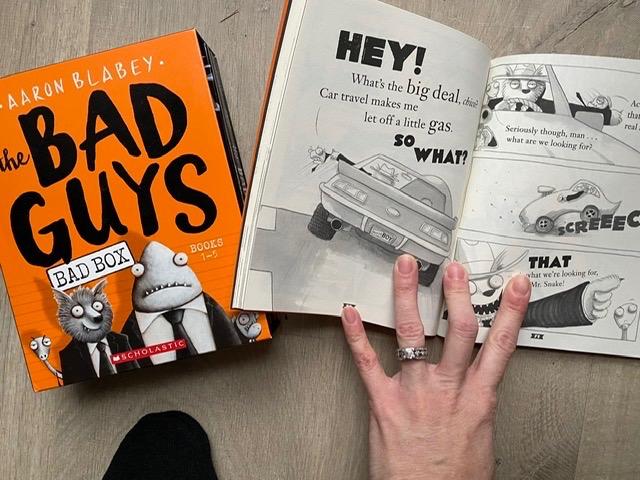 ·AARON BLABEY·
the BAD
GUYS
BOOKS
1–5
BAD BOX
SCHOLASTIC
HEY!
What's the big deal, chico?
Car travel makes me
let off a little gas.
SO
WHAT?
Seriously though, man . . .
what are we looking for?
SCREEEC
THAT
what we're looking for,
Mr. Snake!